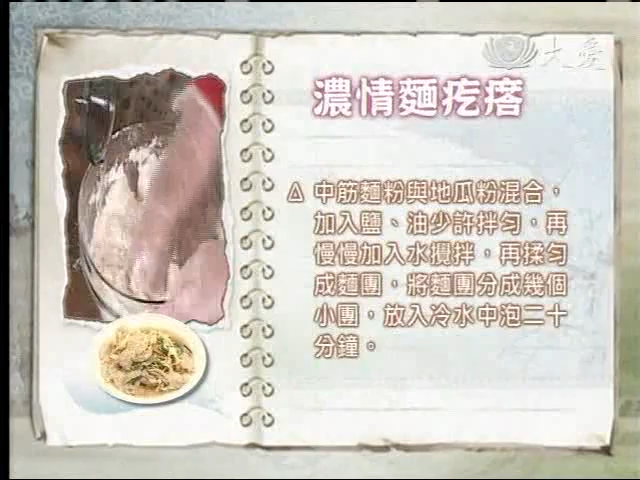 大愛
濃情麵疙瘩
Δ 中筋麵粉與地瓜粉混合，
加入鹽、油少許拌勻，再
慢慢加入水攪拌，再揉勻
成麵團，將麵團分成幾個
小團，放入冷水中泡二十
分鐘。